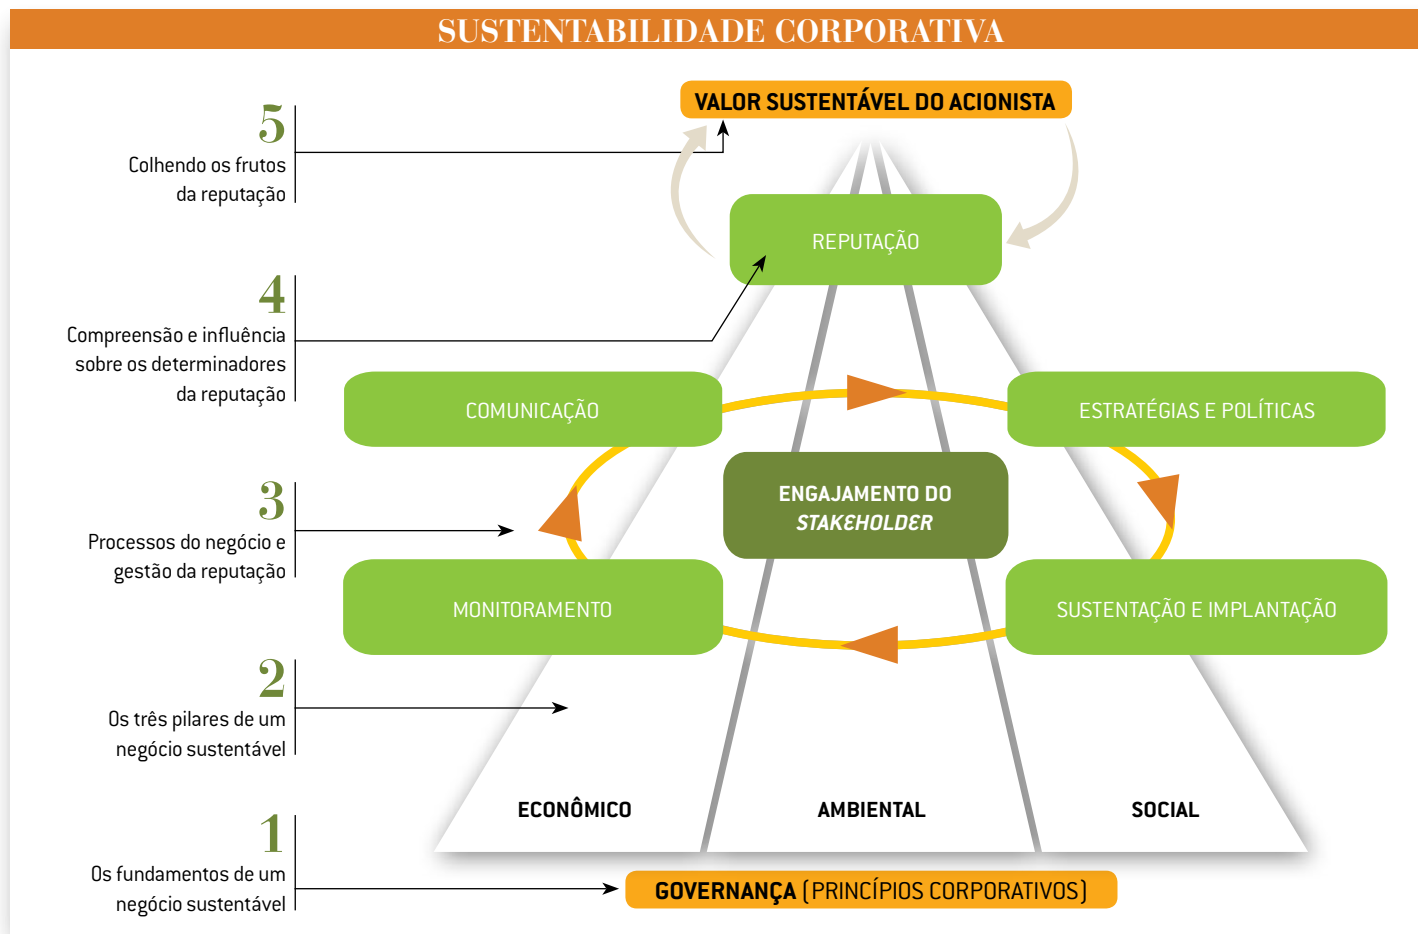 SUSTENTABILIDADE CORPORATIVA
VALOR SUSTENTÁVEL DO ACIONISTA
5
Colhendo os frutos
da reputação
REPUTAÇÃO
4
Compreensão e influência
sobre os determinadores
da reputação
COMUNICAÇÃO
ESTRATÉGIAS E POLÍTICAS
ENGAJAMENTO DO
STAKEHOLDER
3
Processos do negócio e
gestão da reputação
MONITORAMENTO
SUSTENTAÇÃO E IMPLANTAÇÃO
2
Os três pilares de um
negócio sustentável
ECONÔMICO
AMBIENTAL
SOCIAL
1
Os fundamentos de um
negócio sustentável
GOVERNANÇA (PRINCÍPIOS CORPORATIVOS)